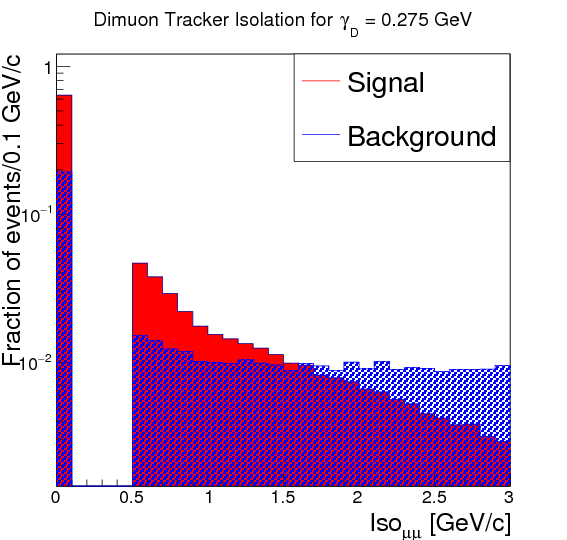 Dimuon Tracker Isolation for γ_D = 0.275 GeV
Signal
Background
Fraction of events/0.1 GeV/c
1
10⁻¹
10⁻²
0 0.5 1 1.5 2 2.5 3
Iso_μμ [GeV/c]